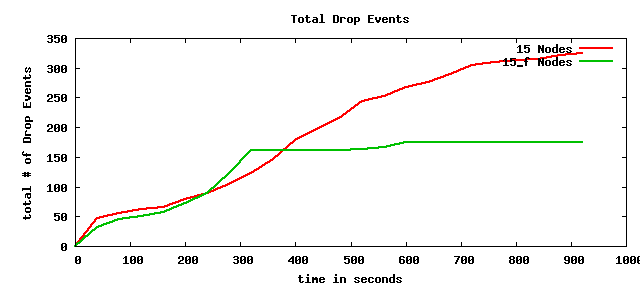 Total Drop Events
total # of Drop Events
350
300
250
200
150
100
50
0
15 Nodes
15_f Nodes
0 100 200 300 400 500 600 700 800 900 1000
time in seconds